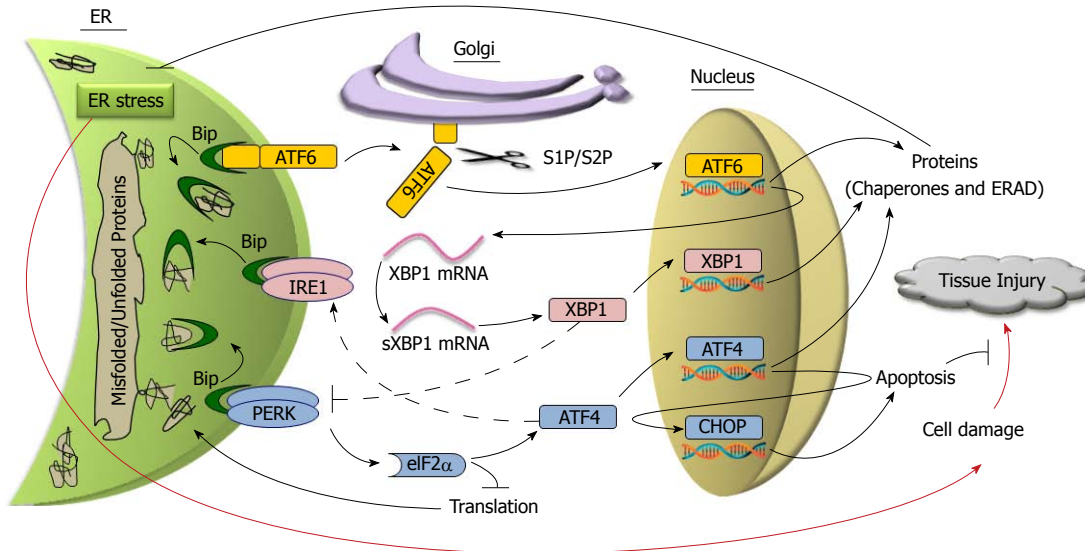 ER
Golgi
Nucleus
ER stress
Bip
ATF6
ATF6
S1P/S2P
ATF6
Proteins
(Chaperones and ERAD)
Misfolded/Unfolded Proteins
Bip
IRE1
XBP1 mRNA
XBP1
Tissue Injury
sXBP1 mRNA
XBP1
Bip
PERK
ATF4
ATF4
Apoptosis
CHOP
Cell damage
eIF2α
Translation